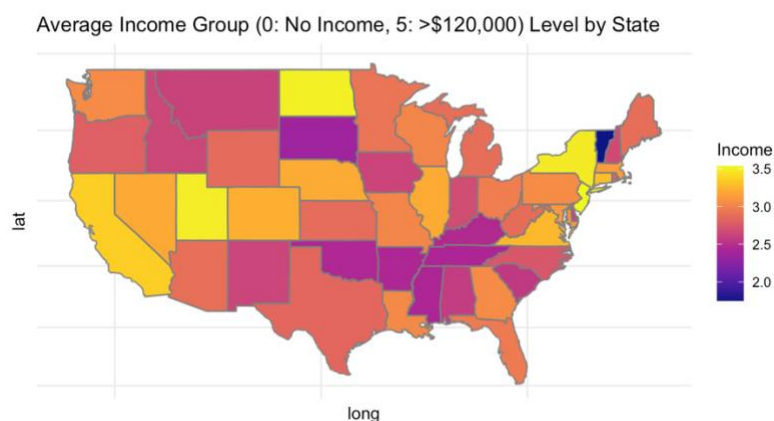 Average Income Group (0: No Income, 5: >$120,000) Level by State
lat
long
Income
3.5
3.0
2.5
2.0